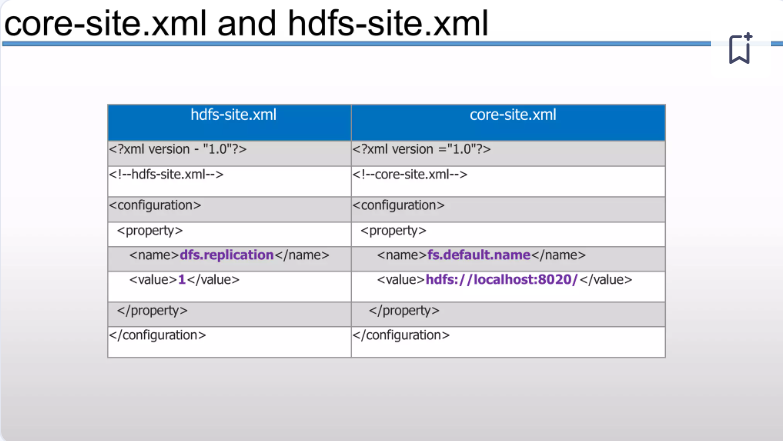 core-site.xml and hdfs-site.xml
hdfs-site.xml core-site.xml
<?xml version - "1.0"?> <?xml version ="1.0"?>
<!--hdfs-site.xml--> <!--core-site.xml-->
<configuration> <configuration>
<property> <property>
<name>dfs.replication</name> <name>fs.default.name</name>
<value>1</value> <value>hdfs://localhost:8020/</value>
</property> </property>
</configuration> </configuration>